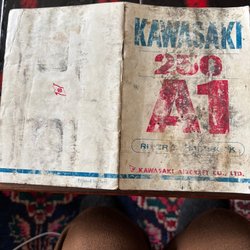 KAWASAKI
250
A1
KAWASAKI AIRCRAFT CO., LTD.